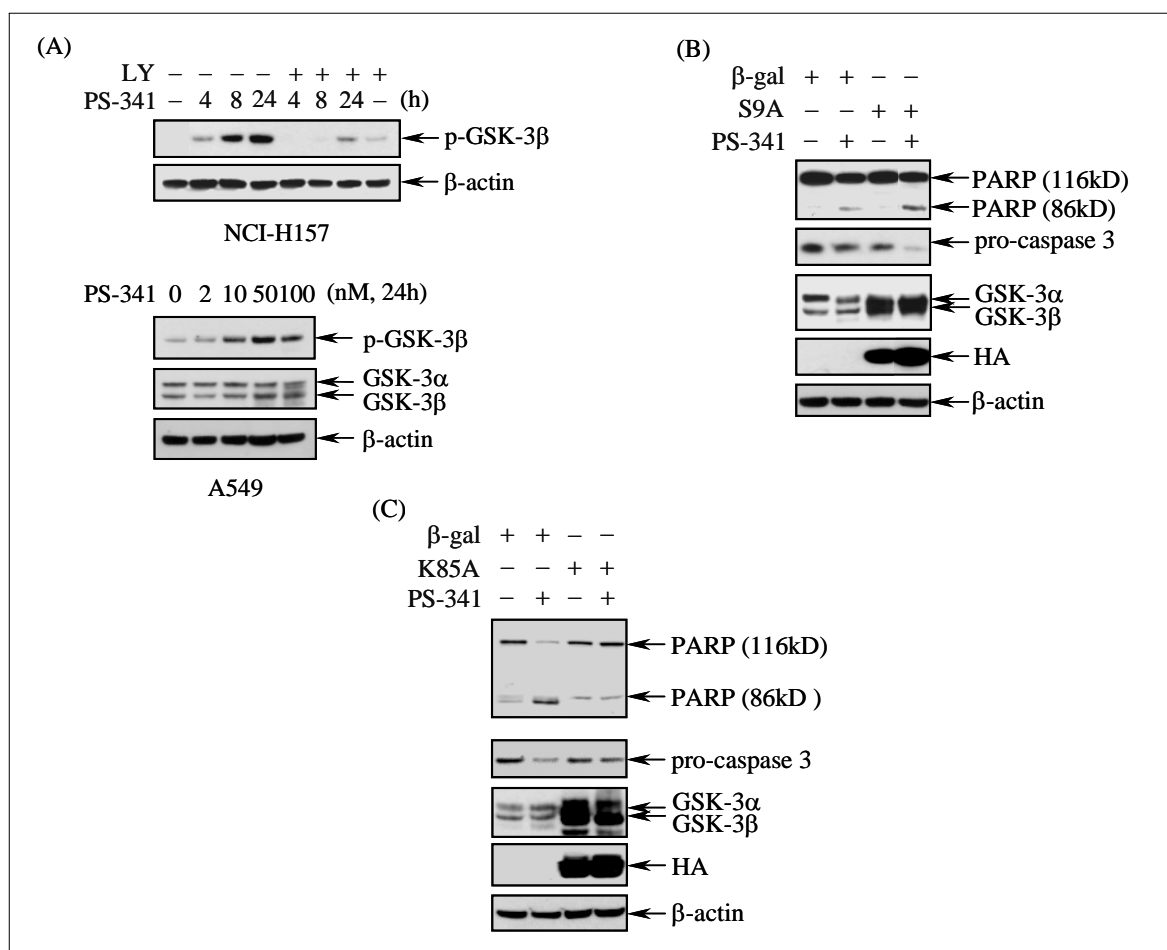 (A)
LY – – – – + + + +
PS-341 – 4 8 24 4 8 24 – (h)
p-GSK-3β
β-actin
NCI-H157
PS-341 0 2 10 50 100 (nM, 24h)
p-GSK-3β
GSK-3α
GSK-3β
β-actin
A549
(B)
β-gal + + – –
S9A – – + +
PS-341 – + – +
PARP (116kD)
PARP (86kD)
pro-caspase 3
GSK-3α
GSK-3β
HA
β-actin
(C)
β-gal + + – –
K85A – – + +
PS-341 – + – +
PARP (116kD)
PARP (86kD )
pro-caspase 3
GSK-3α
GSK-3β
HA
β-actin